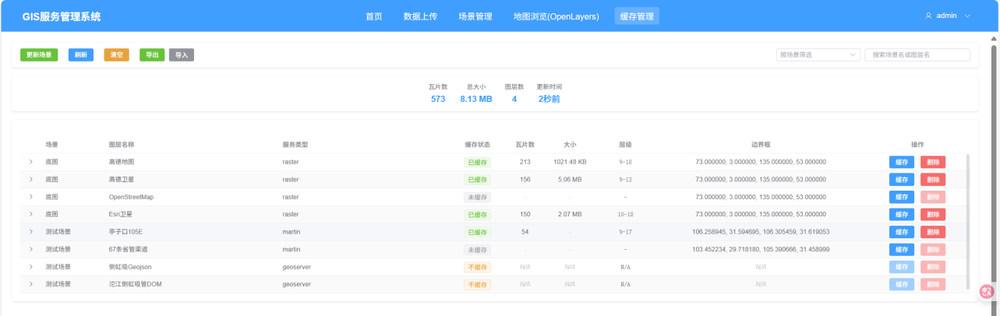 GIS服务管理系统 首页 数据上传 场景管理 地图浏览(OpenLayers) 缓存管理 admin
更新场景 刷新 清空 导出 导入 按场景筛选 搜索场景名或图层名
瓦片数 总大小 图层数 更新时间
573 8.13 MB 4 2秒前
场景 图层名称 服务类型 缓存状态 瓦片数 大小 层级 边界框 操作
底图 高德地图 raster 已缓存 213 1021.48 KB 9-18 73.000000, 3.000000, 135.000000, 53.000000 缓存 删除
底图 高德卫星 raster 已缓存 156 5.06 MB 9-13 73.000000, 3.000000, 135.000000, 53.000000 缓存 删除
底图 OpenStreetMap raster 未缓存 - - - 73.000000, 3.000000, 135.000000, 53.000000 缓存 删除
底图 Esri卫星 raster 已缓存 150 2.07 MB 10-18 73.000000, 3.000000, 135.000000, 53.000000 缓存 删除
测试场景 亭子口105E martin 已缓存 54 - 9-17 106.258945, 31.594695, 106.305459, 31.619053 缓存 删除
测试场景 67条省管渠道 martin 未缓存 - - - 103.452234, 29.718180, 105.390666, 31.458999 缓存 删除
测试场景 倒虹吸Geojson geoserver 不缓存 N/A N/A N/A N/A 缓存 删除
测试场景 沱江倒虹吸管DOM geoserver 不缓存 N/A N/A N/A N/A 缓存 删除